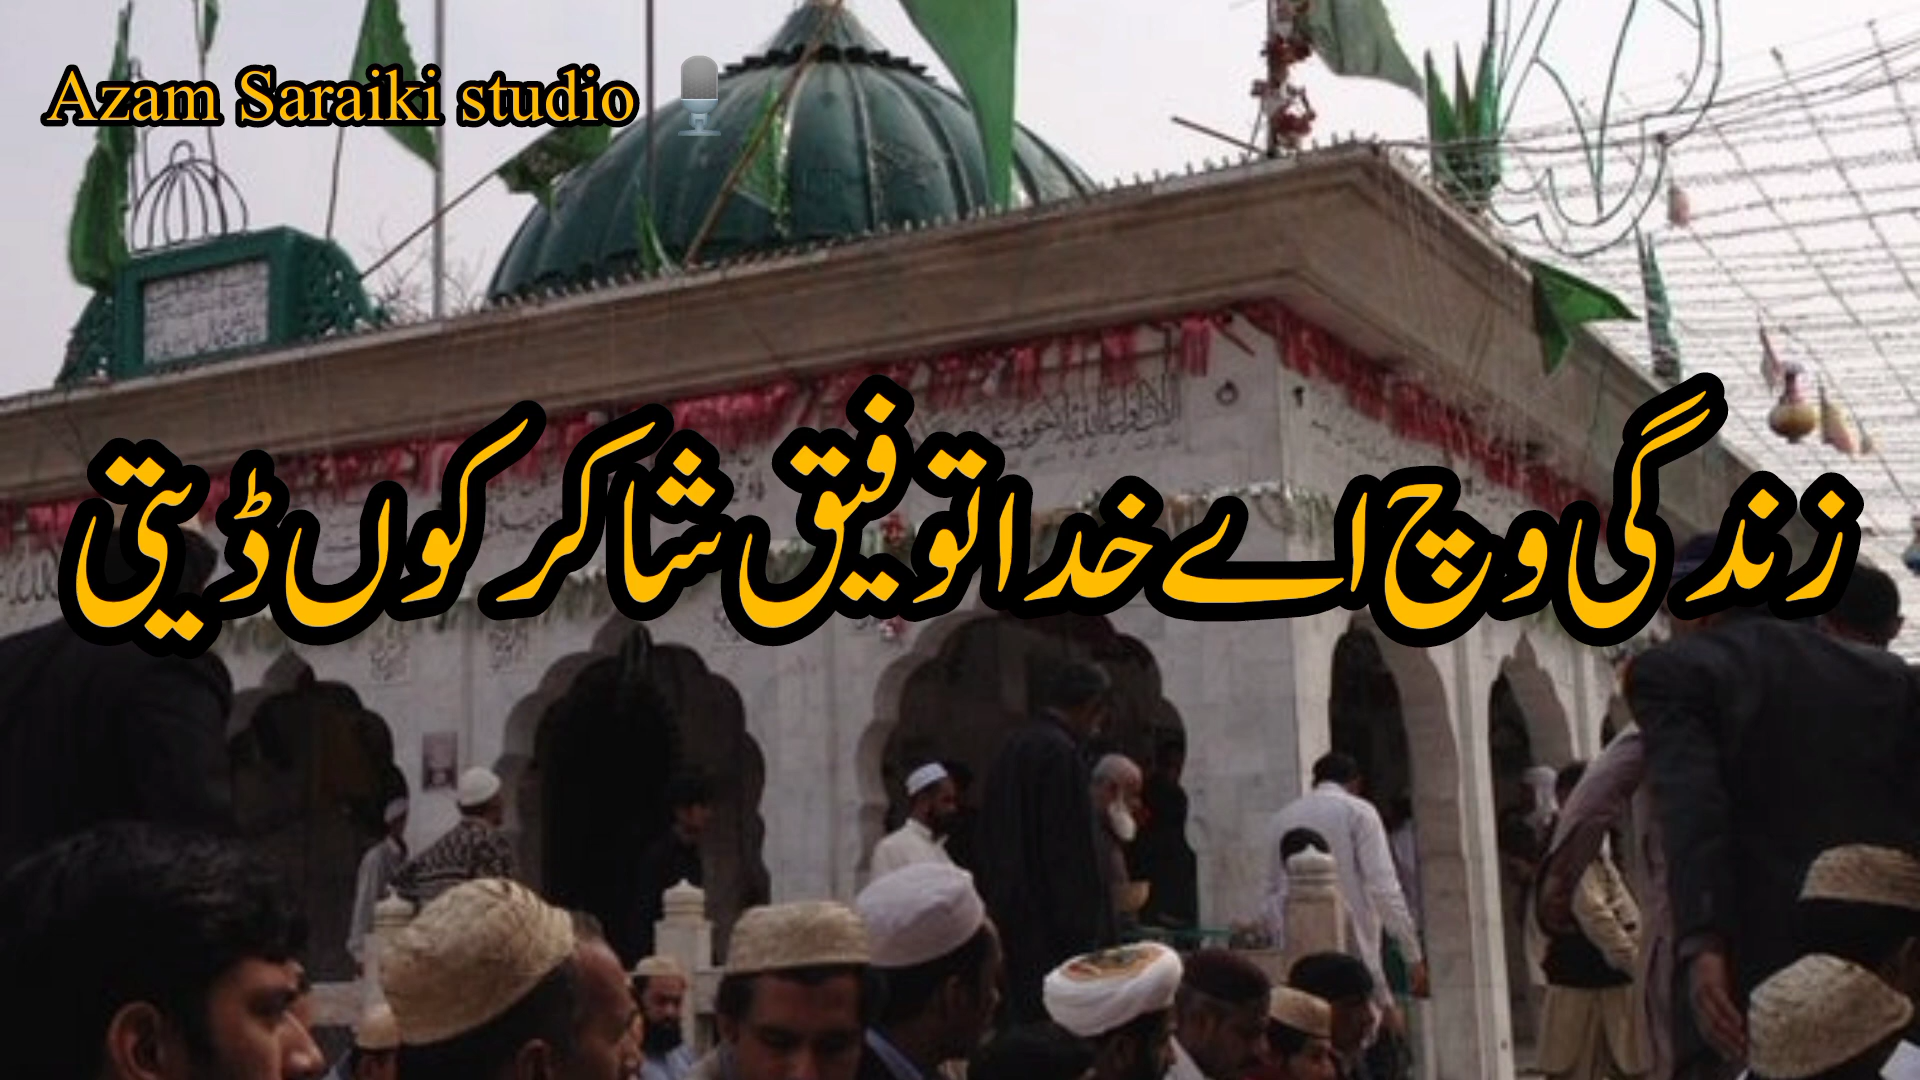 Azam Saraiki studio 🎙️
زندگی وچ اے خدا توفیق شاکر کوں ڈیتی